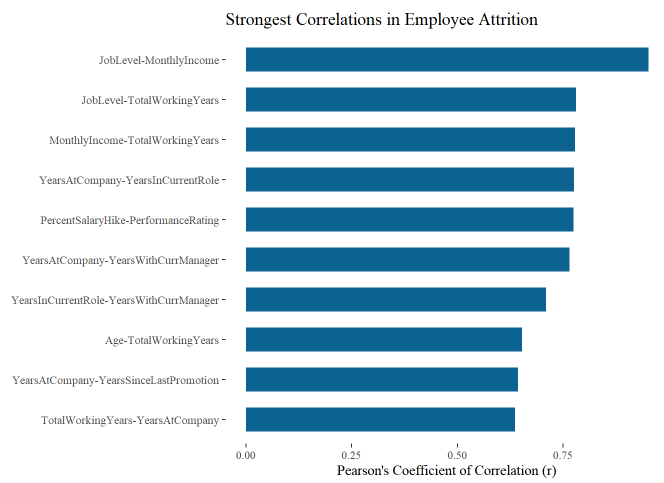 Strongest Correlations in Employee Attrition
JobLevel-MonthlyIncome
JobLevel-TotalWorkingYears
MonthlyIncome-TotalWorkingYears
YearsAtCompany-YearsInCurrentRole
PercentSalaryHike-PerformanceRating
YearsAtCompany-YearsWithCurrManager
YearsInCurrentRole-YearsWithCurrManager
Age-TotalWorkingYears
YearsAtCompany-YearsSinceLastPromotion
TotalWorkingYears-YearsAtCompany
0.00 0.25 0.50 0.75
Pearson's Coefficient of Correlation (r)